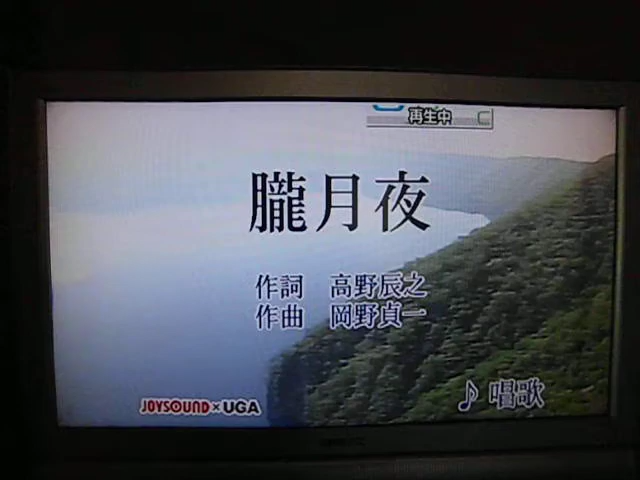 再生中
朧月夜
作詞 高野辰之
作曲 岡野貞一
JOYSOUND×UGA
♪ 唱歌